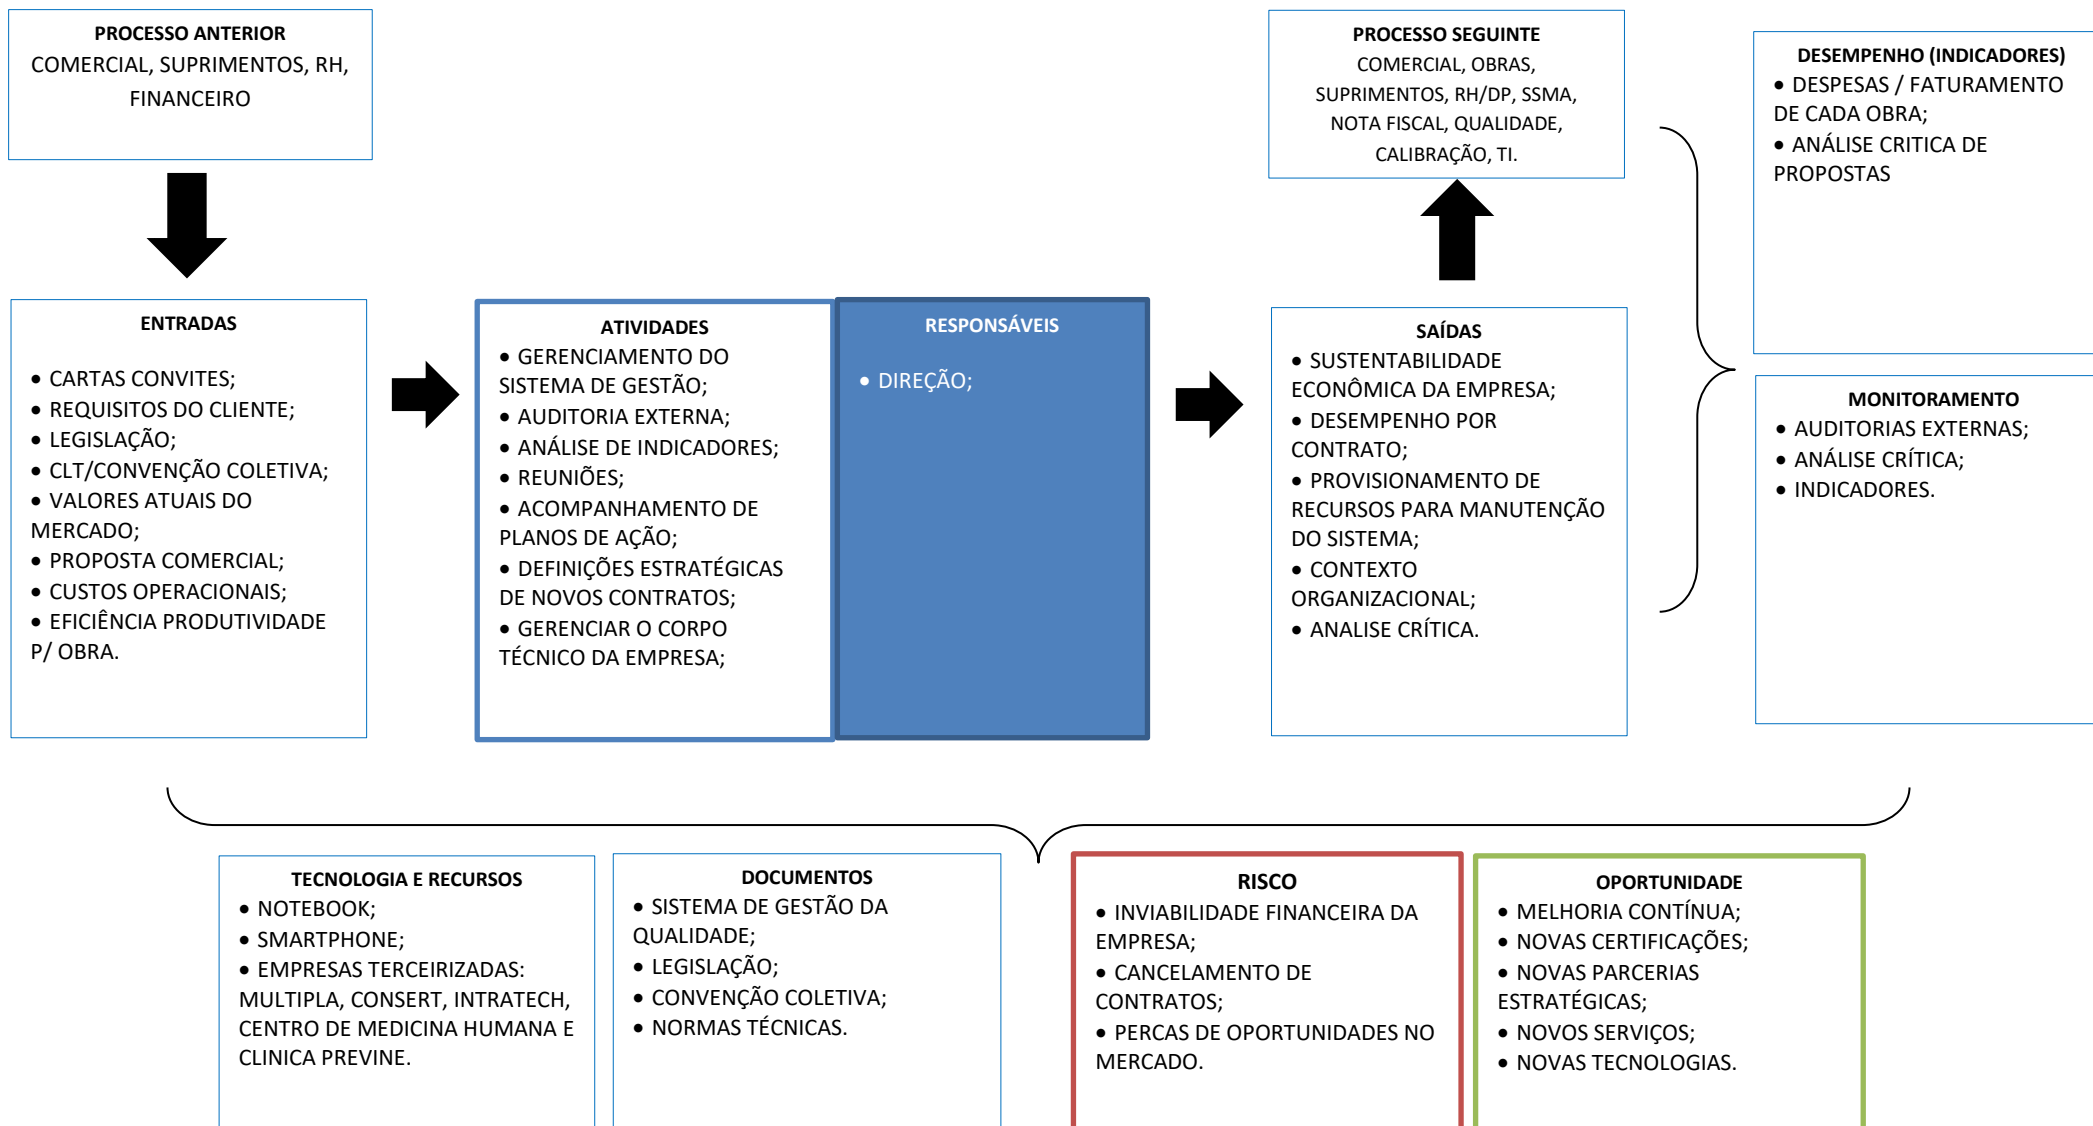 PROCESSO ANTERIOR
COMERCIAL, SUPRIMENTOS, RH,
FINANCEIRO
PROCESSO SEGUINTE
COMERCIAL, OBRAS,
SUPRIMENTOS, RH/DP, SSMA,
NOTA FISCAL, QUALIDADE,
CALIBRAÇÃO, TI.
DESEMPENHO (INDICADORES)
• DESPESAS / FATURAMENTO
DE CADA OBRA;
• ANÁLISE CRITICA DE
PROPOSTAS
ENTRADAS
• CARTAS CONVITES;
• REQUISITOS DO CLIENTE;
• LEGISLAÇÃO;
• CLT/CONVENÇÃO COLETIVA;
• VALORES ATUAIS DO
MERCADO;
• PROPOSTA COMERCIAL;
• CUSTOS OPERACIONAIS;
• EFICIÊNCIA PRODUTIVIDADE
P/ OBRA.
ATIVIDADES
• GERENCIAMENTO DO
SISTEMA DE GESTÃO;
• AUDITORIA EXTERNA;
• ANÁLISE DE INDICADORES;
• REUNIÕES;
• ACOMPANHAMENTO DE
PLANOS DE AÇÃO;
• DEFINIÇÕES ESTRATÉGICAS
DE NOVOS CONTRATOS;
• GERENCIAR O CORPO
TÉCNICO DA EMPRESA;
RESPONSÁVEIS
• DIREÇÃO;
SAÍDAS
• SUSTENTABILIDADE
ECONÔMICA DA EMPRESA;
• DESEMPENHO POR
CONTRATO;
• PROVISIONAMENTO DE
RECURSOS PARA MANUTENÇÃO
DO SISTEMA;
• CONTEXTO
ORGANIZACIONAL;
• ANALISE CRÍTICA.
MONITORAMENTO
• AUDITORIAS EXTERNAS;
• ANÁLISE CRÍTICA;
• INDICADORES.
TECNOLOGIA E RECURSOS
• NOTEBOOK;
• SMARTPHONE;
• EMPRESAS TERCEIRIZADAS:
MULTIPLA, CONSERT, INTRATECH,
CENTRO DE MEDICINA HUMANA E
CLINICA PREVINE.
DOCUMENTOS
• SISTEMA DE GESTÃO DA
QUALIDADE;
• LEGISLAÇÃO;
• CONVENÇÃO COLETIVA;
• NORMAS TÉCNICAS.
RISCO
• INVIABILIDADE FINANCEIRA DA
EMPRESA;
• CANCELAMENTO DE
CONTRATOS;
• PERCAS DE OPORTUNIDADES NO
MERCADO.
OPORTUNIDADE
• MELHORIA CONTÍNUA;
• NOVAS CERTIFICAÇÕES;
• NOVAS PARCERIAS
ESTRATÉGICAS;
• NOVOS SERVIÇOS;
• NOVAS TECNOLOGIAS.